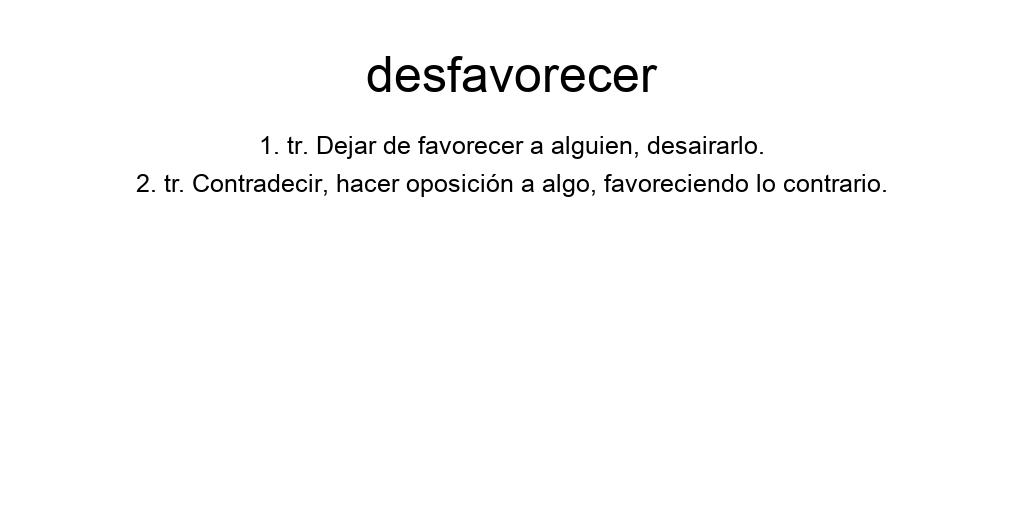 desfavorecer
1. tr. Dejar de favorecer a alguien, desairarlo.
2. tr. Contradecir, hacer oposición a algo, favoreciendo lo contrario.